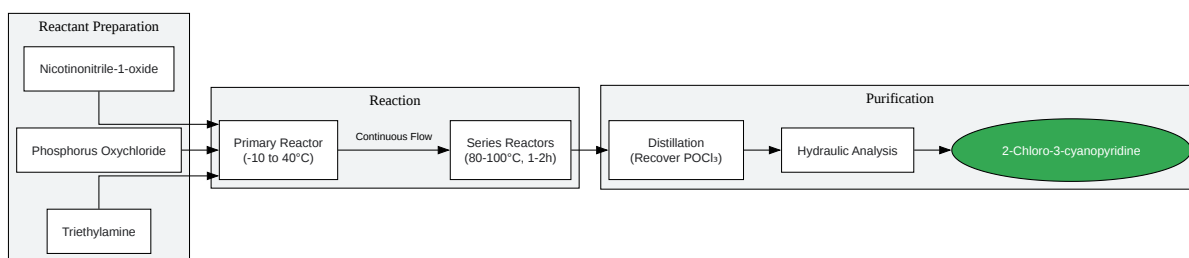 Reactant Preparation
Nicotinonitrile-1-oxide
Phosphorus Oxychloride
Triethylamine
Reaction
Primary Reactor
(-10 to 40°C)
Continuous Flow
Series Reactors
(80-100°C, 1-2h)
Purification
Distillation
(Recover POCl₃)
Hydraulic Analysis
2-Chloro-3-cyanopyridine